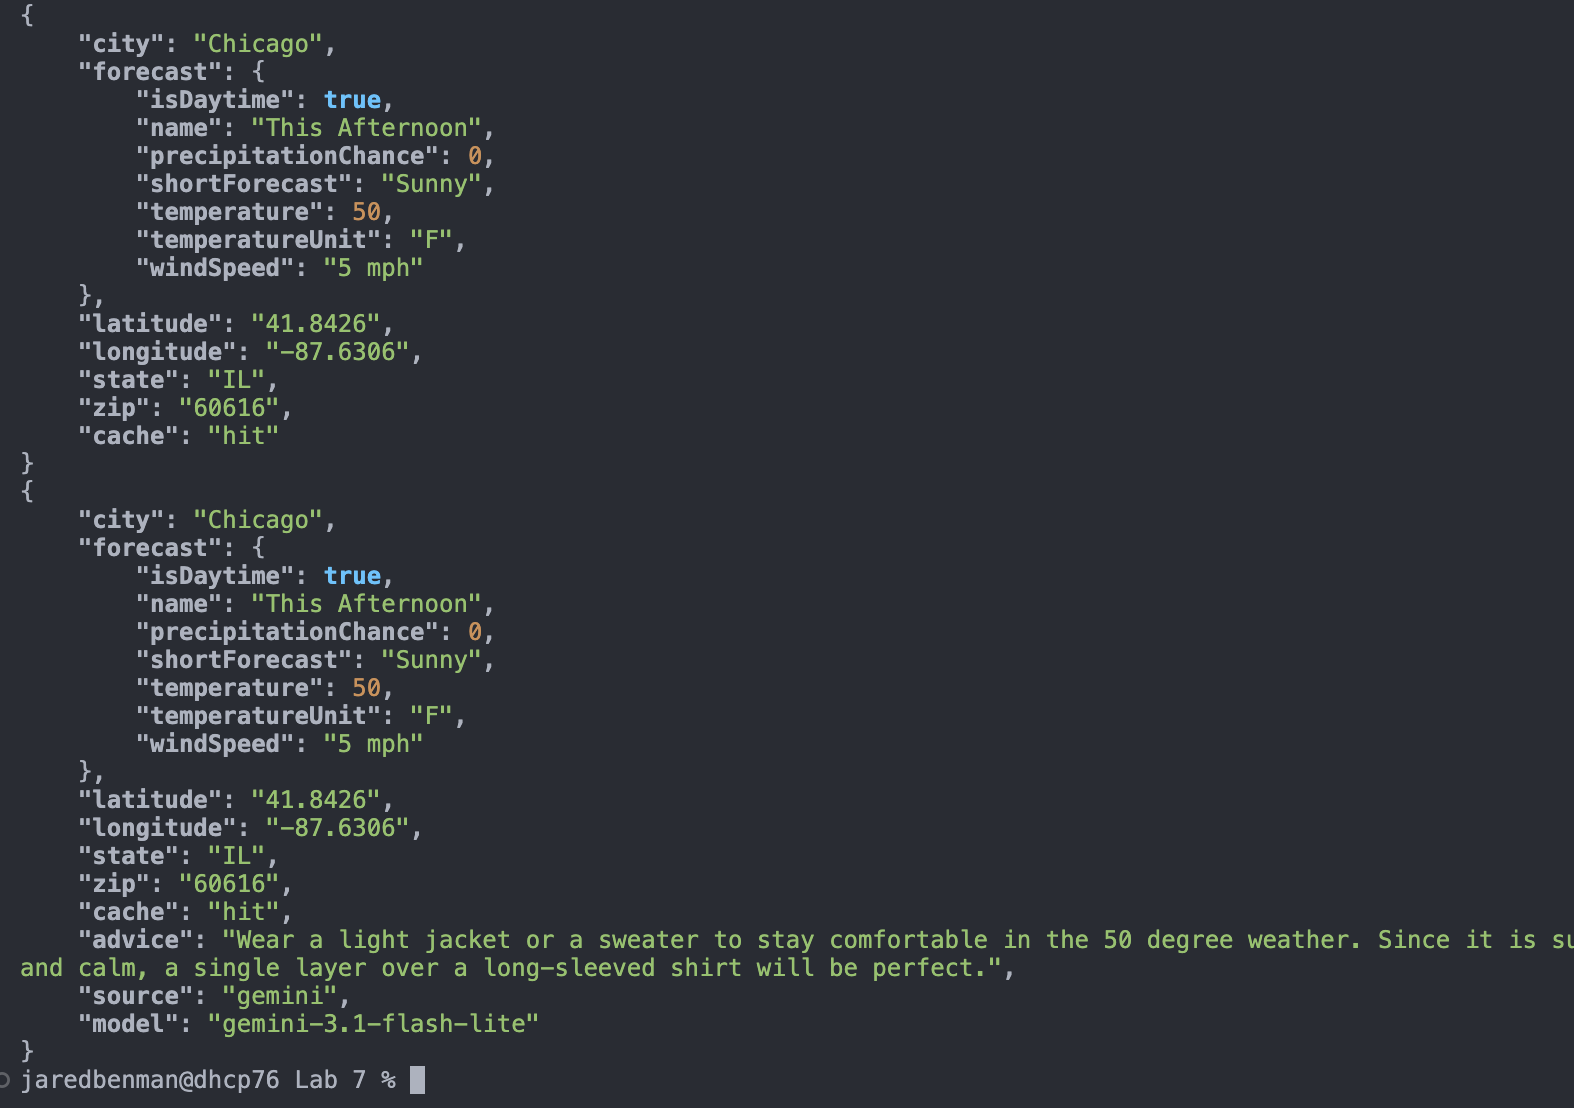 {
    "city": "Chicago",
    "forecast": {
        "isDaytime": true,
        "name": "This Afternoon",
        "precipitationChance": 0,
        "shortForecast": "Sunny",
        "temperature": 50,
        "temperatureUnit": "F",
        "windSpeed": "5 mph"
    },
    "latitude": "41.8426",
    "longitude": "-87.6306",
    "state": "IL",
    "zip": "60616",
    "cache": "hit"
}
{
    "city": "Chicago",
    "forecast": {
        "isDaytime": true,
        "name": "This Afternoon",
        "precipitationChance": 0,
        "shortForecast": "Sunny",
        "temperature": 50,
        "temperatureUnit": "F",
        "windSpeed": "5 mph"
    },
    "latitude": "41.8426",
    "longitude": "-87.6306",
    "state": "IL",
    "zip": "60616",
    "cache": "hit",
    "advice": "Wear a light jacket or a sweater to stay comfortable in the 50 degree weather. Since it is
and calm, a single layer over a long-sleeved shirt will be perfect.",
    "source": "gemini",
    "model": "gemini-3.1-flash-lite"
}
jaredbenman@dhcp76 Lab 7 %